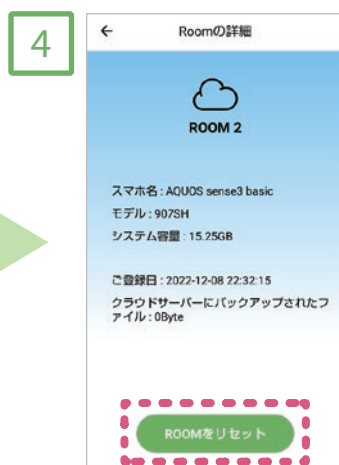 4
← Roomの詳細
ROOM 2
スマホ名 : AQUOS sense3 basic
モデル : 907SH
システム容量 : 15.25GB
ご登録日 : 2022-12-08 22:32:15
クラウドサーバーにバックアップされたフ
ァイル : 0Byte
ROOMをリセット